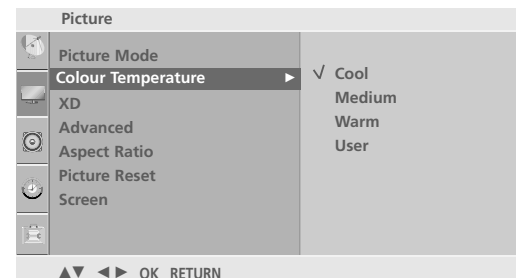 Picture
Picture Mode
Colour Temperature ►
XD
Advanced
Aspect Ratio
Picture Reset
Screen
√ Cool
Medium
Warm
User
▲▼ ◄► OK RETURN